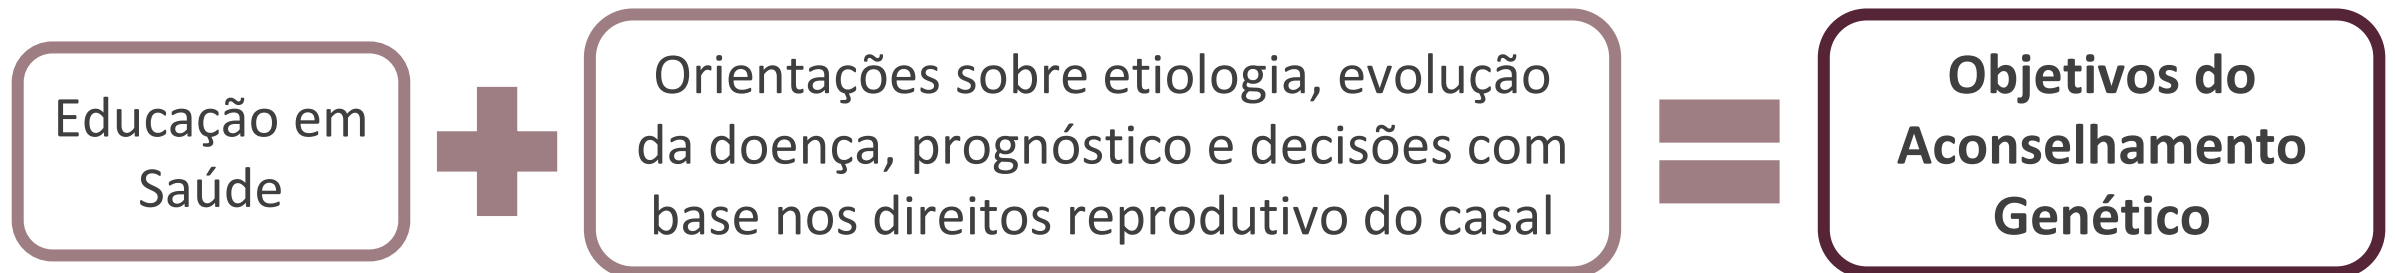 Educação em
Saúde
Orientações sobre etiologia, evolução
da doença, prognóstico e decisões com
base nos direitos reprodutivo do casal
Objetivos do
Aconselhamento
Genético